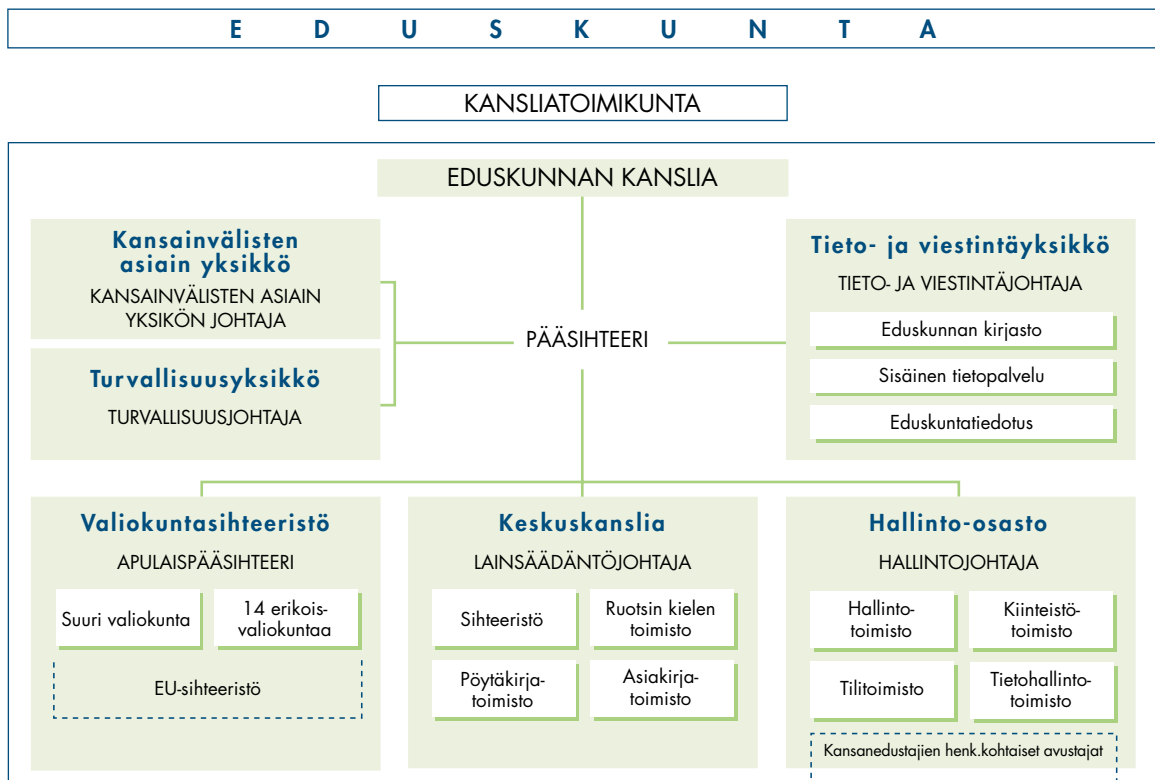 E D U S K U N T A
KANSLIATOIMIKUNTA
EDUSKUNNAN KANSLIA
Kansainvälisten
asiain yksikkö
KANSAINVÄLISTEN ASIAIN
YKSIKÖN JOHTAJA
Turvallisuusyksikkö
TURVALLISUUSJOHTAJA
PÄÄSIHTEERI
Tieto- ja viestintäyksikkö
TIETO- JA VIESTINTÄJOHTAJA
Eduskunnan kirjasto
Sisäinen tietopalvelu
Eduskuntatiedotus
Valiokuntasihteeristö
APULAISPÄÄSIHTEERI
Suuri valiokunta
14 erikois-
valiokuntaa
EU-sihteeristö
Keskuskanslia
LAINSÄÄDÄNTÖJOHTAJA
Sihteeristö
Ruotsin kielen
toimisto
Pöytäkirja-
toimisto
Asiakirja-
toimisto
Hallinto-osasto
HALLINTOJOHTAJA
Hallinto-
toimisto
Kiinteistö-
toimisto
Tilitoimisto
Tietohallinto-
toimisto
Kansanedustajien henk.kohtaiset avustajat